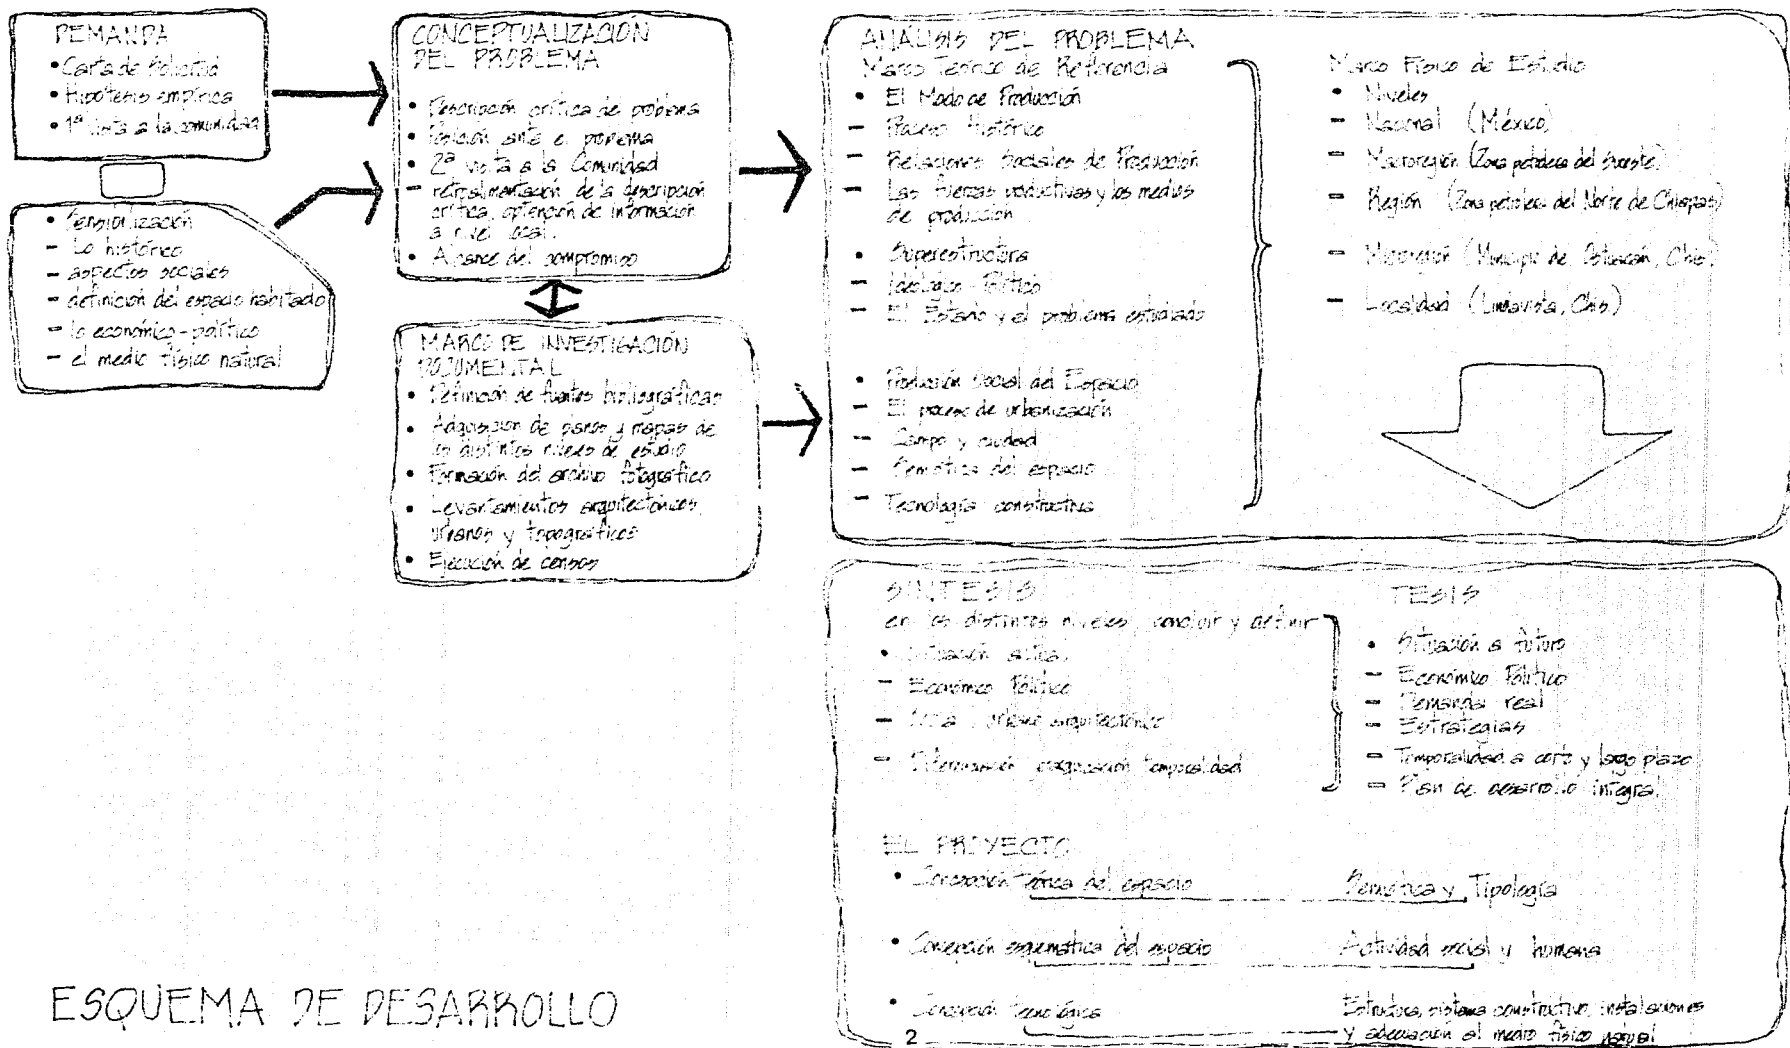 DEMANDA
• Carta de Solicitud
• Hipotesis empírica
• 1ª visita a la comunidad
• Sensibilización
- Lo histórico
- aspectos sociales
- definición del espacio habitado
- lo económico-político
- el medio físico natural
CONCEPTUALIZACIÓN
DEL PROBLEMA
• Descripción crítica del problema
• Posición ante el problema
• 2ª visita a la Comunidad
- retroalimentación de la descripción
crítica, obtención de información
a nivel local.
• Alcance del compromiso
MARCO DE INVESTIGACIÓN
DOCUMENTAL
• Definición de fuentes bibliográficas
• Adquisición de planos y mapas de
los distintos niveles de estudio
• Formación del archivo fotográfico
• Levantamientos arquitectónicos,
urbanos y topográficos
• Ejecución de censos
ANÁLISIS DEL PROBLEMA
Marco Teórico de Referencia
• El Modo de Producción
- Proceso Histórico
- Relaciones Sociales de Producción
- Las fuerzas productivas y los medios
de producción
• Superestructura
- Ideológico-Político
- El Estado y el problema estudiado
• Producción Social del Espacio
- El proceso de urbanización
- Campo y ciudad
- Semiótica del espacio
- Tecnología constructiva
Marco Físico de Estudio
• Niveles
- Nacional (México)
- Macroregión (Zona petrolera del Sureste)
- Región (Zona petrolera del Norte de Chiapas)
- Microregión (Municipio de Ostuacán, Chis.)
- Localidad (Lindavista, Chis.)
SINTESIS
en los distintos niveles, concluir y definir
• Situación actual
- Económico Político
- urbano arquitectónico
- temporalidad
TESIS
• Situación a futuro
- Económico Político
- Demanda real
- Estrategias
- Temporalidad a corto y largo plazo
- Plan de desarrollo integral
EL PROYECTO
• Concepción teórica del espacio Semiótica y Tipología
• Concepción esquemática del espacio Actividad social y humana
• Concepción tecnológica Estructura, sistema constructivo, instalaciones
y adecuación al medio físico natural
ESQUEMA DE DESARROLLO
2